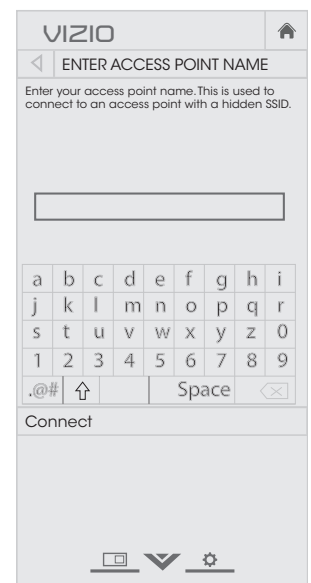 VIZIO
ENTER ACCESS POINT NAME
Enter your access point name. This is used to
connect to an access point with a hidden SSID.
a b c d e f g h i
j k l m n o p q r
s t u v w x y z 0
1 2 3 4 5 6 7 8 9
.@# Space
Connect